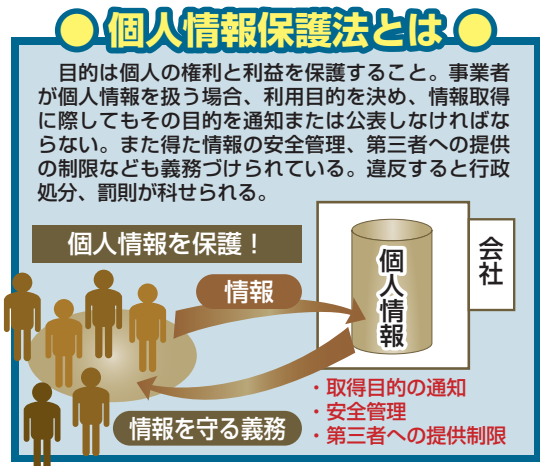 個人情報保護法とは
目的は個人の権利と利益を保護すること。事業者
が個人情報を扱う場合、利用目的を決め、情報取得
に際してもその目的を通知または公表しなければな
らない。また得た情報の安全管理、第三者への提供
の制限なども義務づけられている。違反すると行政
処分、罰則が科せられる。
個人情報を保護！
情報
個人情報
会社
情報を守る義務
・取得目的の通知
・安全管理
・第三者への提供制限